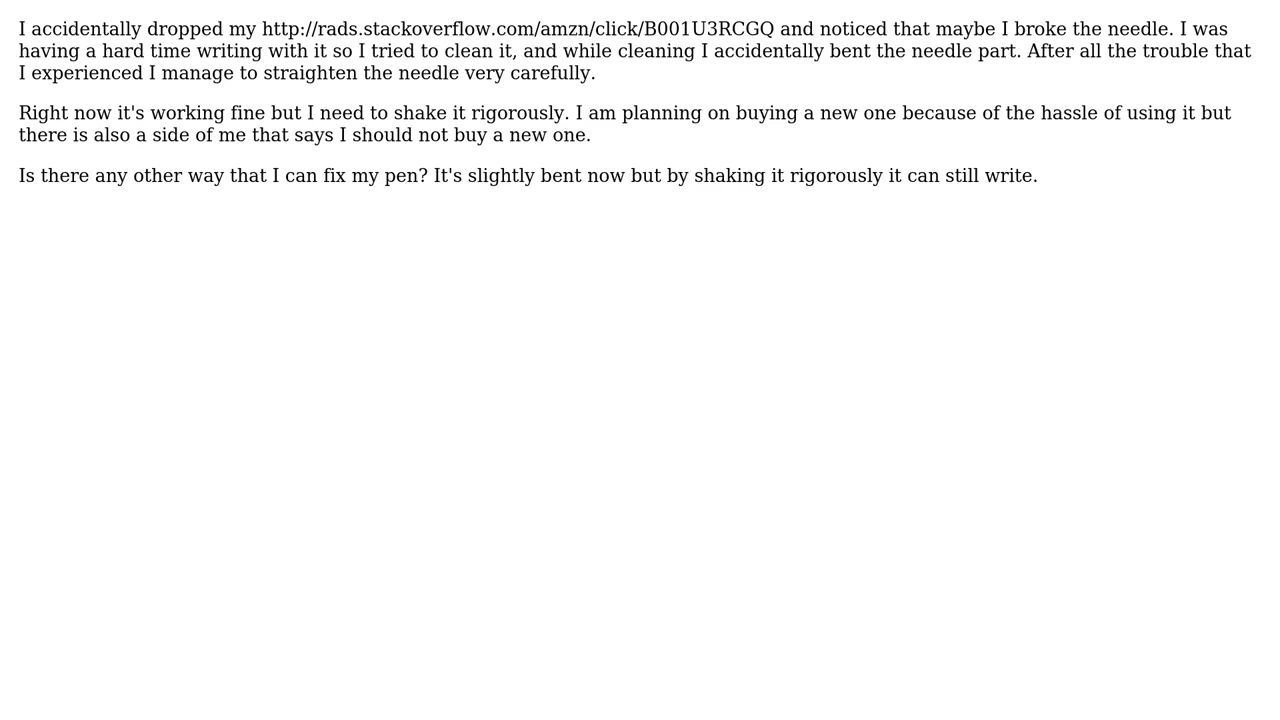 I accidentally dropped my http://rads.stackoverflow.com/amzn/click/B001U3RCGQ and noticed that maybe I broke the needle. I was
having a hard time writing with it so I tried to clean it, and while cleaning I accidentally bent the needle part. After all the trouble that
I experienced I manage to straighten the needle very carefully.
Right now it's working fine but I need to shake it rigorously. I am planning on buying a new one because of the hassle of using it but
there is also a side of me that says I should not buy a new one.
Is there any other way that I can fix my pen? It's slightly bent now but by shaking it rigorously it can still write.